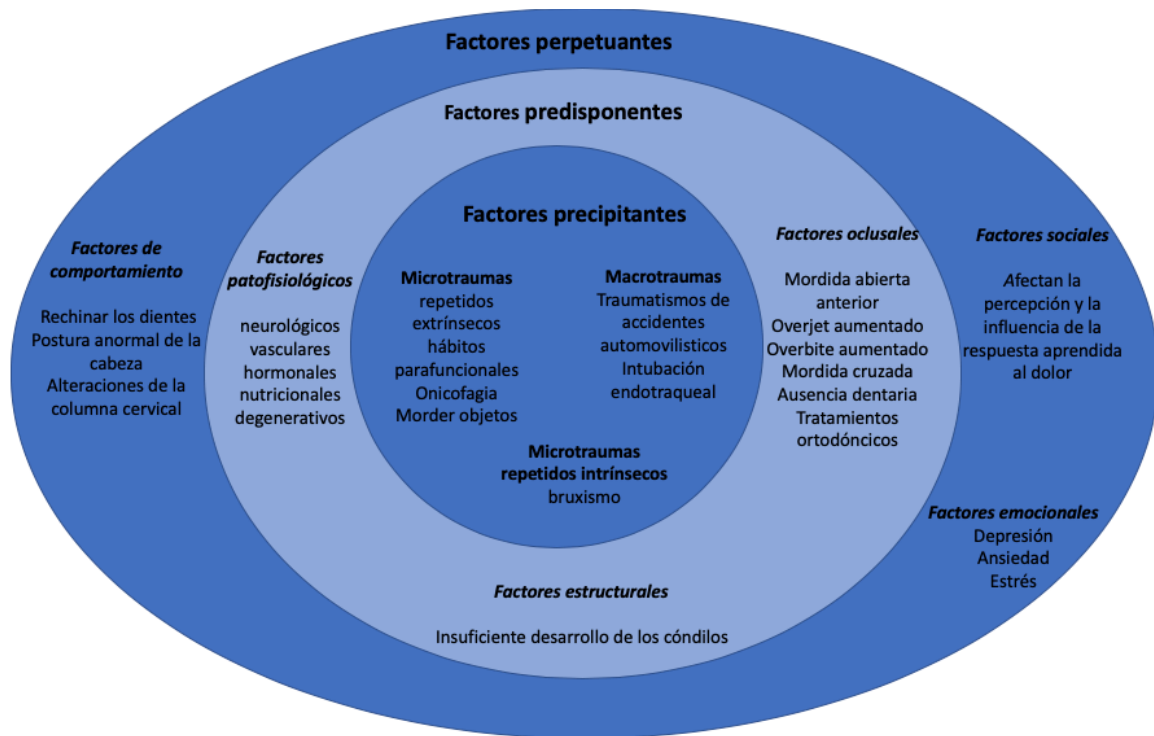 Factores perpetuantes
Factores predisponentes
Factores precipitantes
Factores de
comportamiento
Rechinar los dientes
Postura anormal de la
cabeza
Alteraciones de la
columna cervical
Factores
patofisiológicos
neurológicos
vasculares
hormonales
nutricionales
degenerativos
Microtraumas
repetidos
extrínsecos
hábitos
parafuncionales
Onicofagia
Morder objetos
Macrotraumas
Traumatismos de
accidentes
automovilisticos
Intubación
endotraqueal
Microtraumas
repetidos intrínsecos
bruxismo
Factores oclusales
Mordida abierta
anterior
Overjet aumentado
Overbite aumentado
Mordida cruzada
Ausencia dentaria
Tratamientos
ortodóncicos
Factores sociales
Afectan la
percepción y la
influencia de la
respuesta aprendida
al dolor
Factores emocionales
Depresión
Ansiedad
Estrés
Factores estructurales
Insuficiente desarrollo de los cóndilos